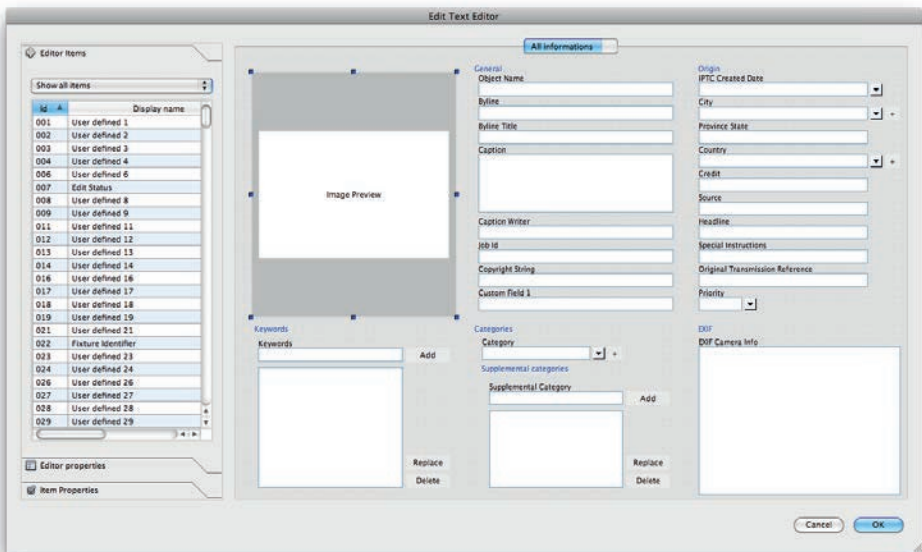 Edit Text Editor
Editor Items
Show all items
Id Display name
001 User defined 1
002 User defined 2
003 User defined 3
004 User defined 4
006 User defined 6
007 Edit Status
008 User defined 8
009 User defined 9
011 User defined 11
012 User defined 12
013 User defined 13
014 User defined 14
016 User defined 16
017 User defined 17
018 User defined 18
019 User defined 19
021 User defined 21
022 Fixture Identifier
023 User defined 23
024 User defined 24
026 User defined 26
027 User defined 27
028 User defined 28
029 User defined 29
Editor properties
Item Properties
All informations
Image Preview
General
Object Name
Byline
Byline Title
Caption
Caption Writer
Job Id
Copyright String
Custom Field 1
Origin
IPTC Created Date
City
+
Province State
Country
+
Credit
Source
Headline
Special Instructions
Original Transmission Reference
Priority
Keywords
Keywords
Add
Replace
Delete
Categories
Category
+
Supplemental categories
Supplemental Category
Add
Replace
Delete
EXIF
EXIF Camera Info
Cancel
OK